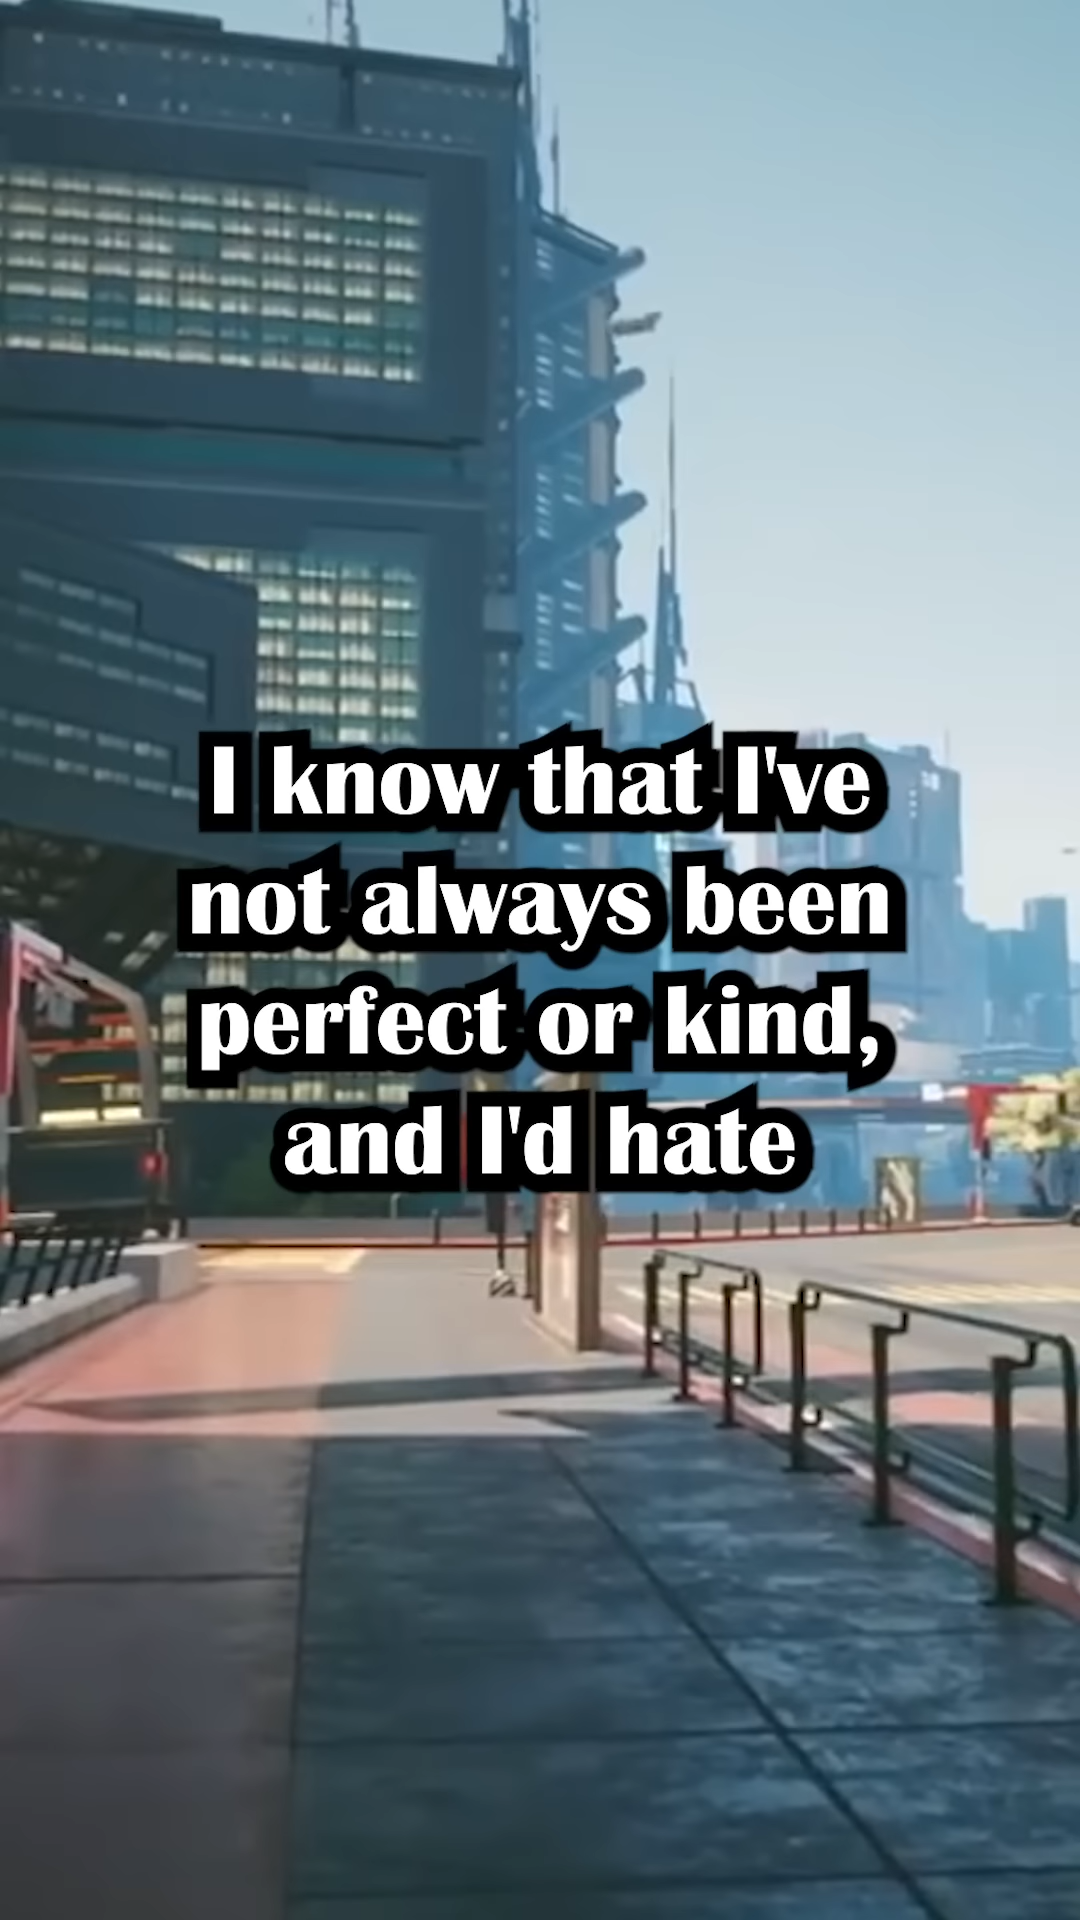 I know that I've
not always been
perfect or kind,
and I'd hate